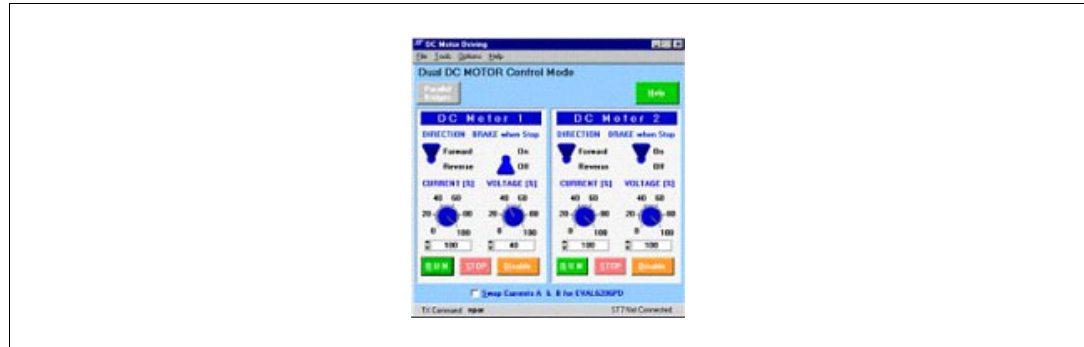 DC Motor Driving
File Tools Options Help
Dual DC MOTOR Control Mode
Parallel
Help
DC Motor 1 DC Motor 2
DIRECTION BRAKE when Stop DIRECTION BRAKE when Stop
Forward On Forward On
Reverse Off Reverse Off
CURRENT [%] VOLTAGE [%] CURRENT [%] VOLTAGE [%]
40 60 40 60 40 60 40 60
20 80 20 80 20 80 20 80
0 100 0 100 0 100 0 100
100 40 100 100
RUN STOP Disable RUN STOP Disable
Swap Currents A & B for EVAL6206PD
TX Command ST7 Not Connected